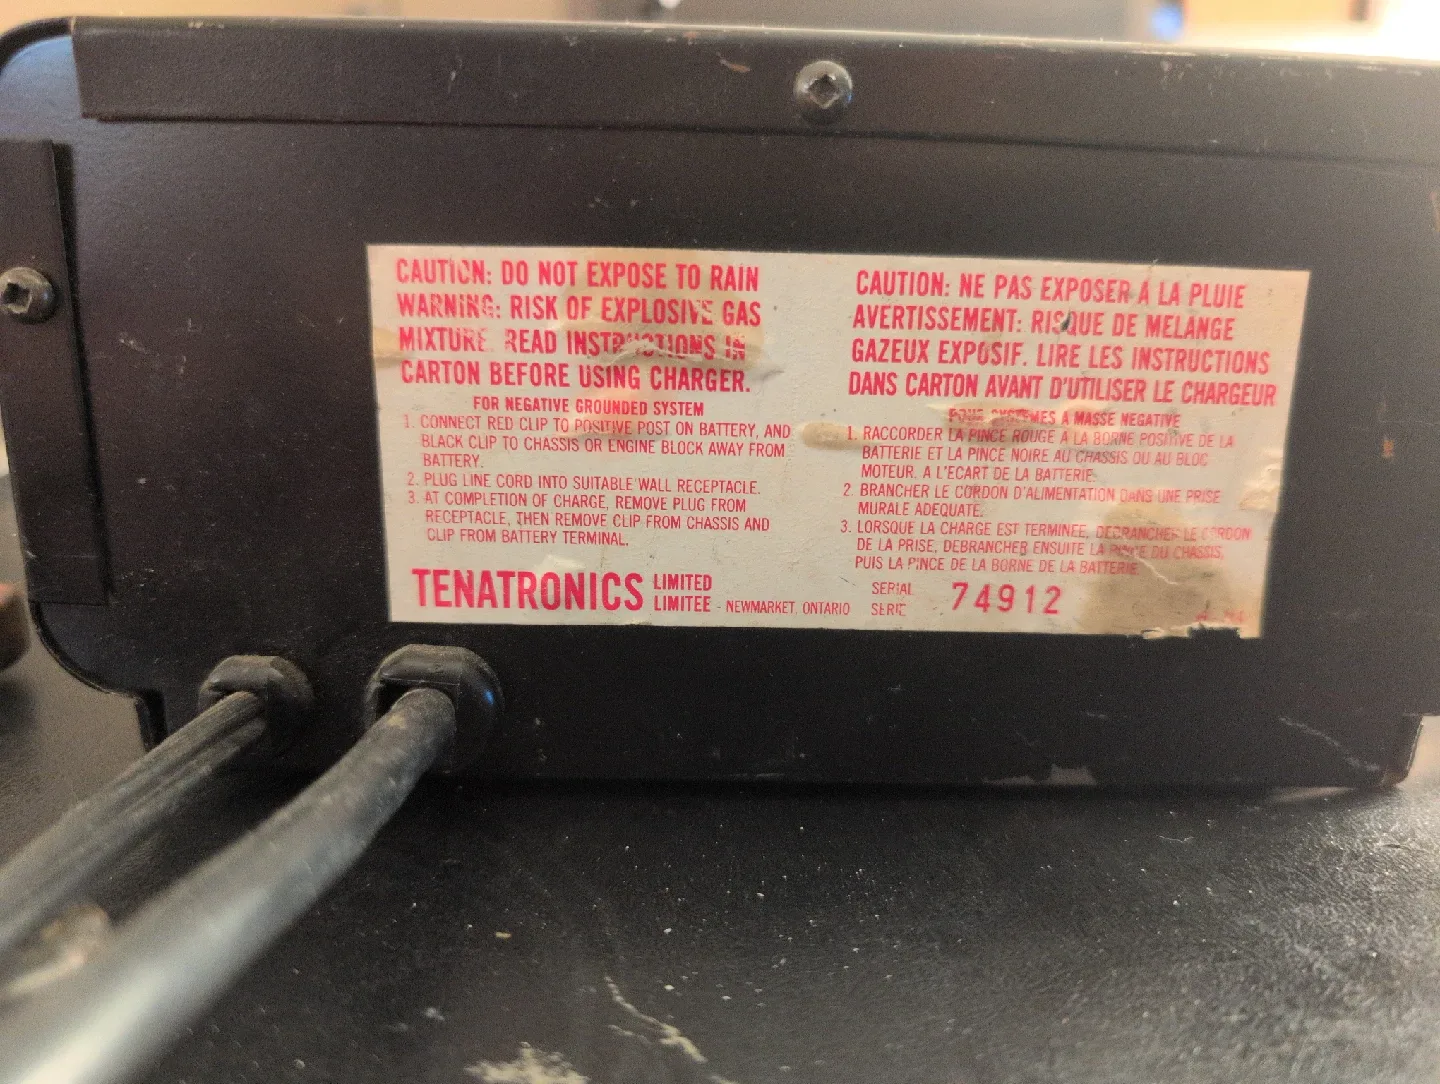 CAUTION: DO NOT EXPOSE TO RAIN
WARNING: RISK OF EXPLOSIVE GAS
MIXTURE. READ INSTRUCTIONS IN
CARTON BEFORE USING CHARGER.
FOR NEGATIVE GROUNDED SYSTEM
1. CONNECT RED CLIP TO POSITIVE POST ON BATTERY, AND
BLACK CLIP TO CHASSIS OR ENGINE BLOCK AWAY FROM
BATTERY.
2. PLUG LINE CORD INTO SUITABLE WALL RECEPTACLE.
3. AT COMPLETION OF CHARGE, REMOVE PLUG FROM
RECEPTACLE, THEN REMOVE CLIP FROM CHASSIS AND
CLIP FROM BATTERY TERMINAL.
TENATRONICS LIMITED
LIMITEE - NEWMARKET, ONTARIO
CAUTION: NE PAS EXPOSER A LA PLUIE
AVERTISSEMENT: RISQUE DE MELANGE
GAZEUX EXPOSIF. LIRE LES INSTRUCTIONS
DANS CARTON AVANT D'UTILISER LE CHARGEUR
POUR SYSTEMES A MASSE NEGATIVE
1. RACCORDER LA PINCE ROUGE A LA BORNE POSITIVE DE LA
BATTERIE ET LA PINCE NOIRE AU CHASSIS OU AU BLOC
MOTEUR, A L'ECART DE LA BATTERIE.
2. BRANCHER LE CORDON D'ALIMENTATION DANS UNE PRISE
MURALE ADEQUATE.
3. LORSQUE LA CHARGE EST TERMINEE, DEBRANCHER LE CORDON
DE LA PRISE, DEBRANCHER ENSUITE LA PINCE DU CHASSIS,
PUIS LA PINCE DE LA BORNE DE LA BATTERIE
SERIAL
SERIE 74912